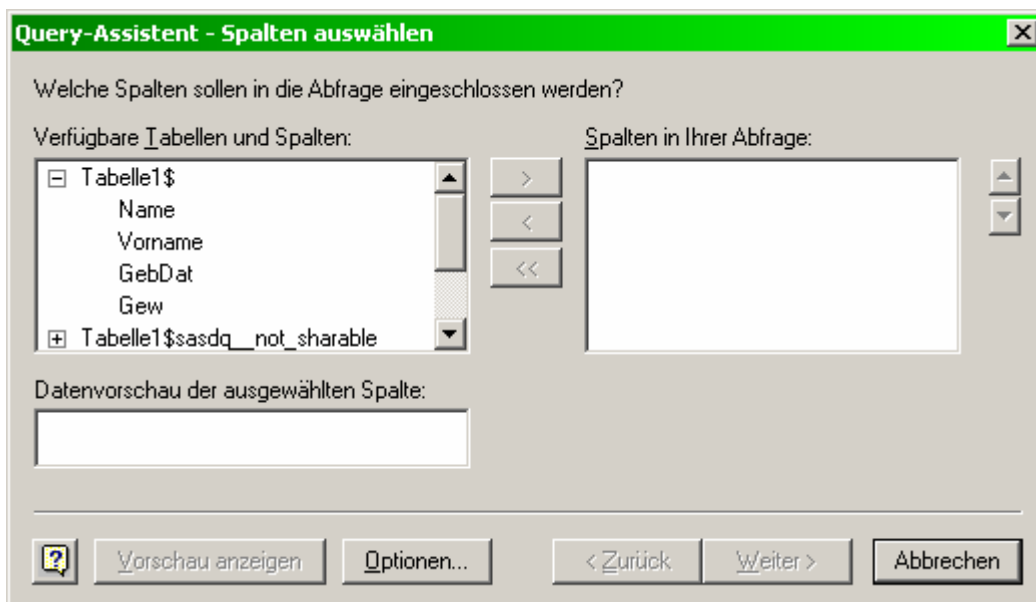 Query-Assistent - Spalten auswählen
Welche Spalten sollen in die Abfrage eingeschlossen werden?
Verfügbare Tabellen und Spalten:
Spalten in Ihrer Abfrage:
Tabelle1$
Name
Vorname
GebDat
Gew
Tabelle1$sasdq__not_sharable
>
<
<<
Datenvorschau der ausgewählten Spalte:
Vorschau anzeigen
Optionen...
< Zurück
Weiter >
Abbrechen